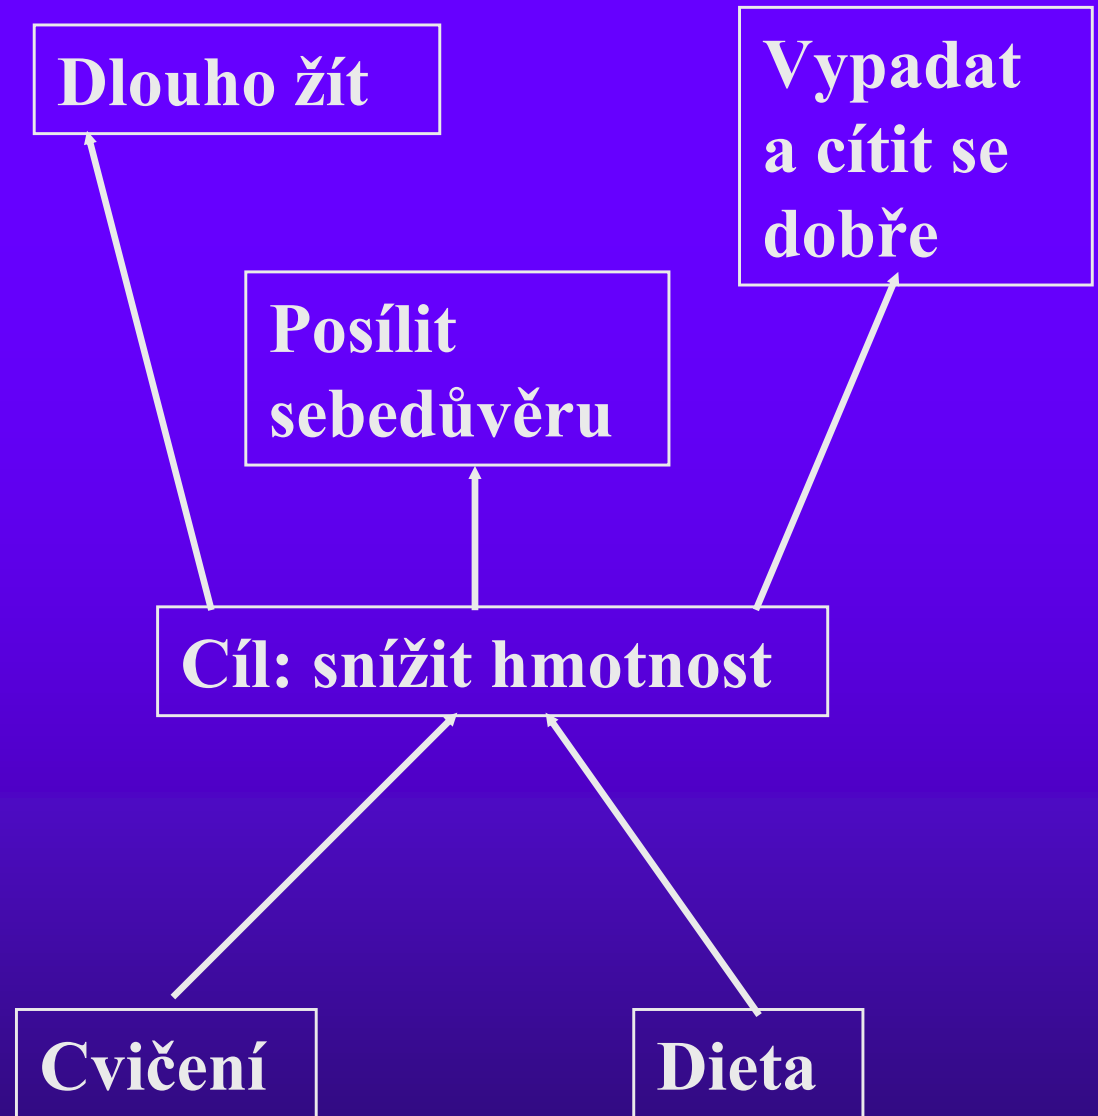 Dlouho žít
Vypadat
a cítit se
dobře
Posílit
sebedůvěru
Cíl: snížit hmotnost
Cvičení
Dieta